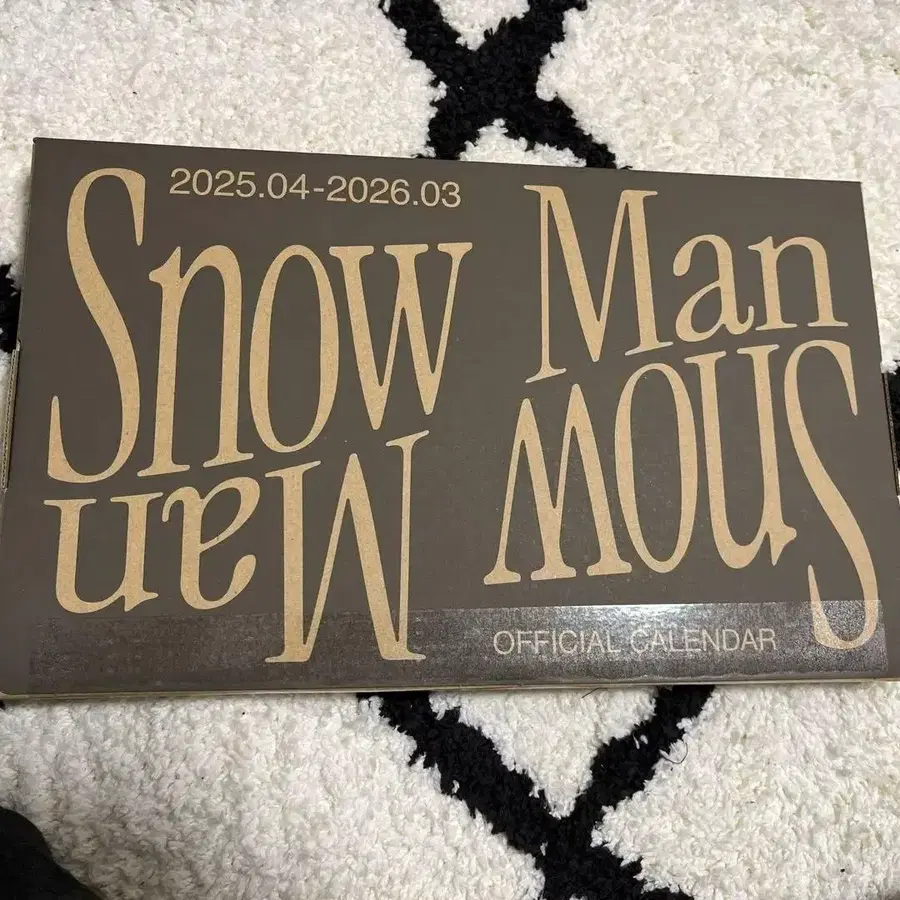 2025.04-2026.03
Snow Man
Snow Man
OFFICIAL CALENDAR